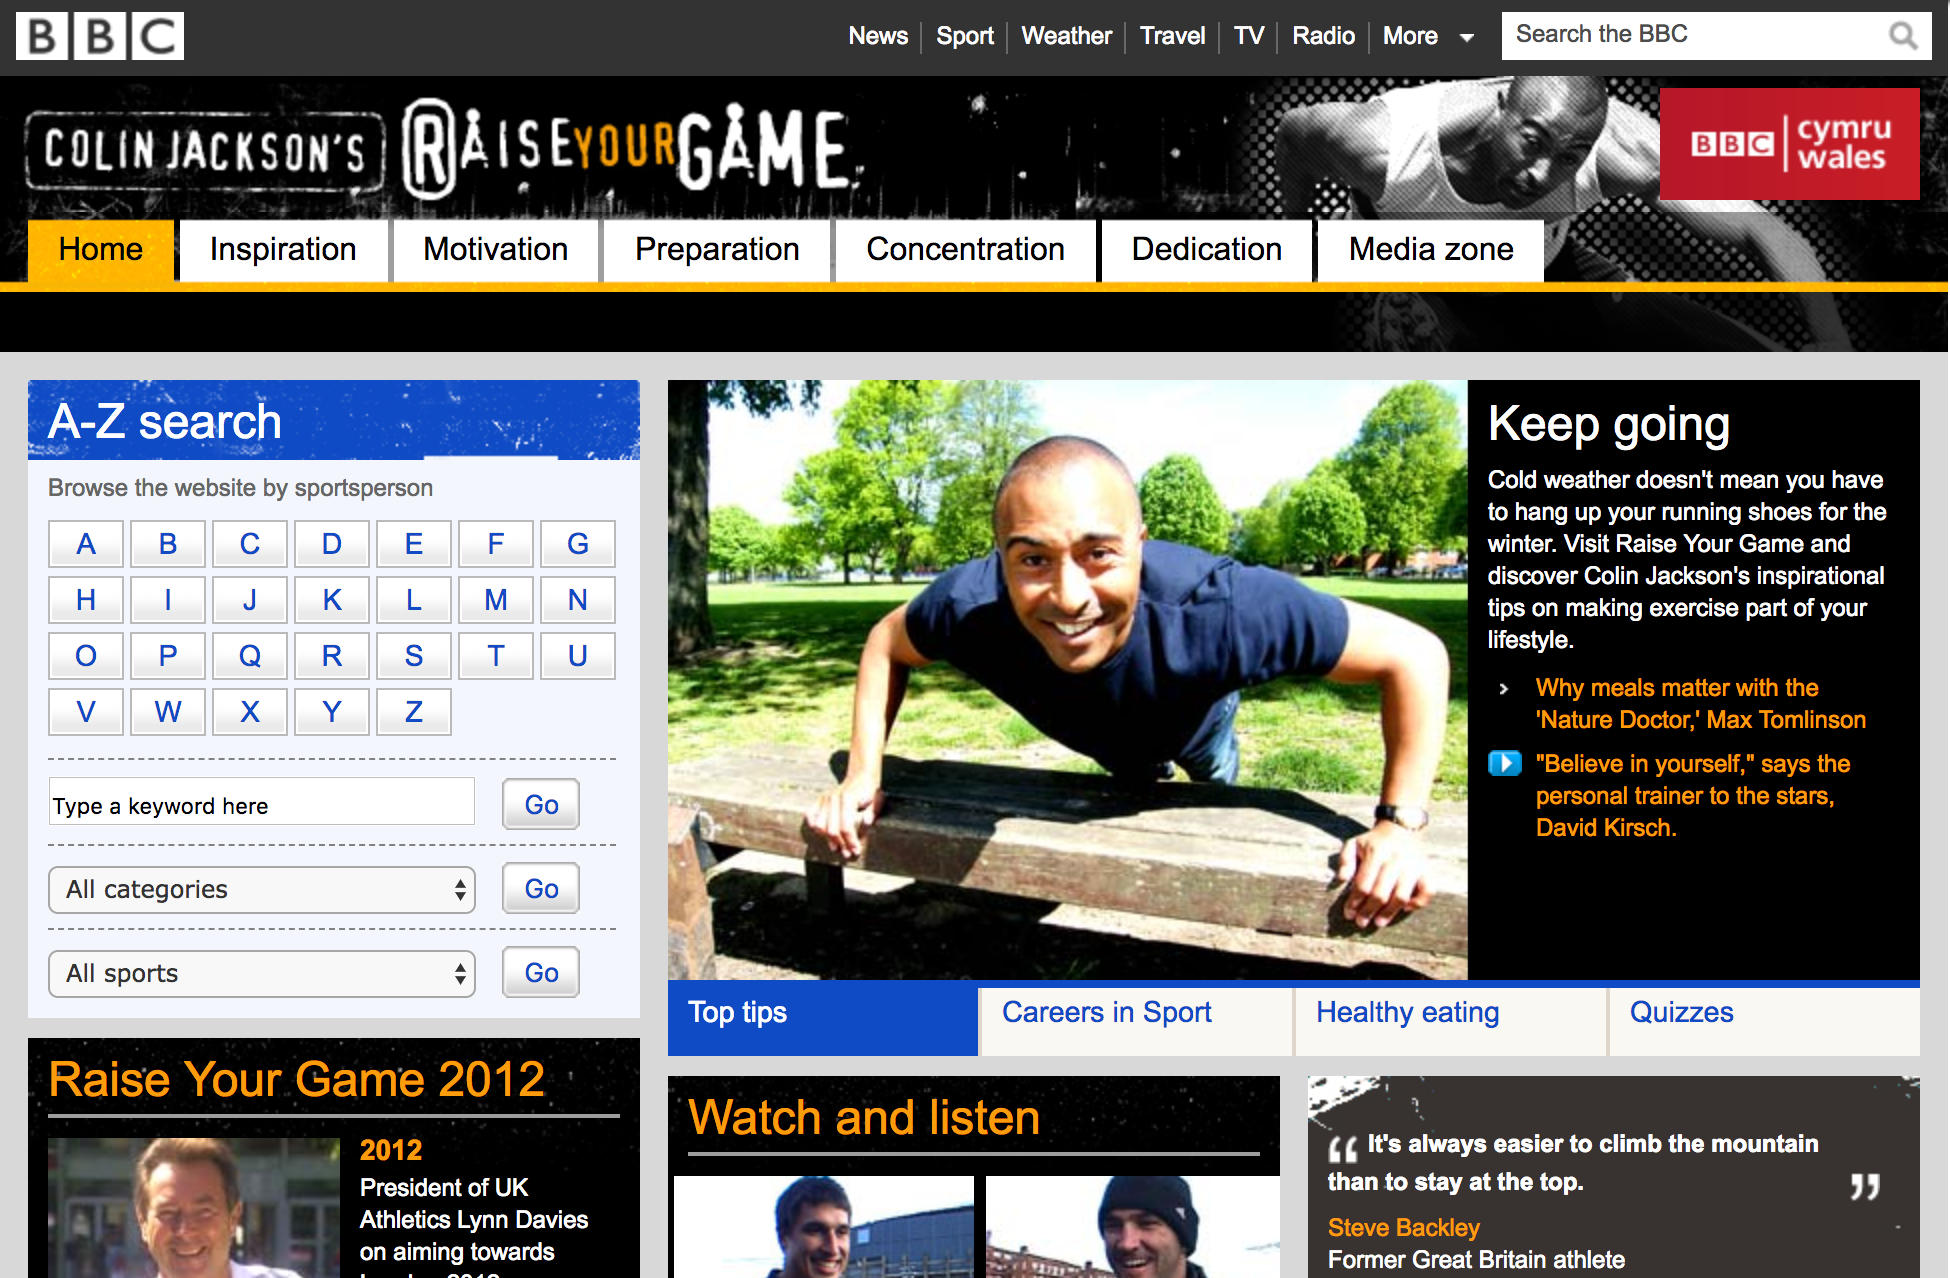 BBC
News
Sport
Weather
Travel
TV
Radio
More
Search the BBC
COLIN JACKSON'S
RAISE YOUR GAME
BBC
cymru
wales
Home
Inspiration
Motivation
Preparation
Concentration
Dedication
Media zone
A-Z search
Browse the website by sportsperson
A B C D E F G
H I J K L M N
O P Q R S T U
V W X Y Z
Type a keyword here
Go
All categories
Go
All sports
Go
Keep going
Cold weather doesn't mean you have
to hang up your running shoes for the
winter. Visit Raise Your Game and
discover Colin Jackson's inspirational
tips on making exercise part of your
lifestyle.
Why meals matter with the
'Nature Doctor,' Max Tomlinson
"Believe in yourself," says the
personal trainer to the stars,
David Kirsch.
Top tips
Careers in Sport
Healthy eating
Quizzes
Raise Your Game 2012
2012
President of UK
Athletics Lynn Davies
on aiming towards
Watch and listen
“ It's always easier to climb the mountain
than to stay at the top. ”
Steve Backley
Former Great Britain athlete